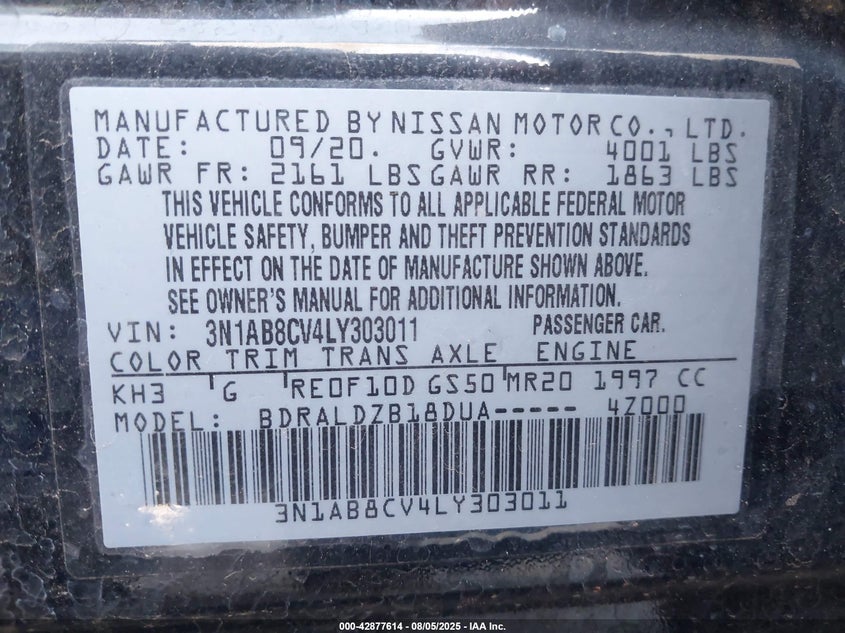 MANUFACTURED BY NISSAN MOTOR CO., LTD.
DATE: 09/20. GVWR: 4001 LBS
GAWR FR: 2161 LBS GAWR RR: 1863 LBS
THIS VEHICLE CONFORMS TO ALL APPLICABLE FEDERAL MOTOR
VEHICLE SAFETY, BUMPER AND THEFT PREVENTION STANDARDS
IN EFFECT ON THE DATE OF MANUFACTURE SHOWN ABOVE.
SEE OWNER'S MANUAL FOR ADDITIONAL INFORMATION.
VIN: 3N1AB8CV4LY303011 PASSENGER CAR.
COLOR TRIM TRANS AXLE ENGINE
KH3 G RE0F10D GS50 MR20 1997 CC
MODEL: BDRALDZB18DUA----- 4Z000
3N1AB8CV4LY303011
000-42877614 - 08/05/2025 - IAA Inc.